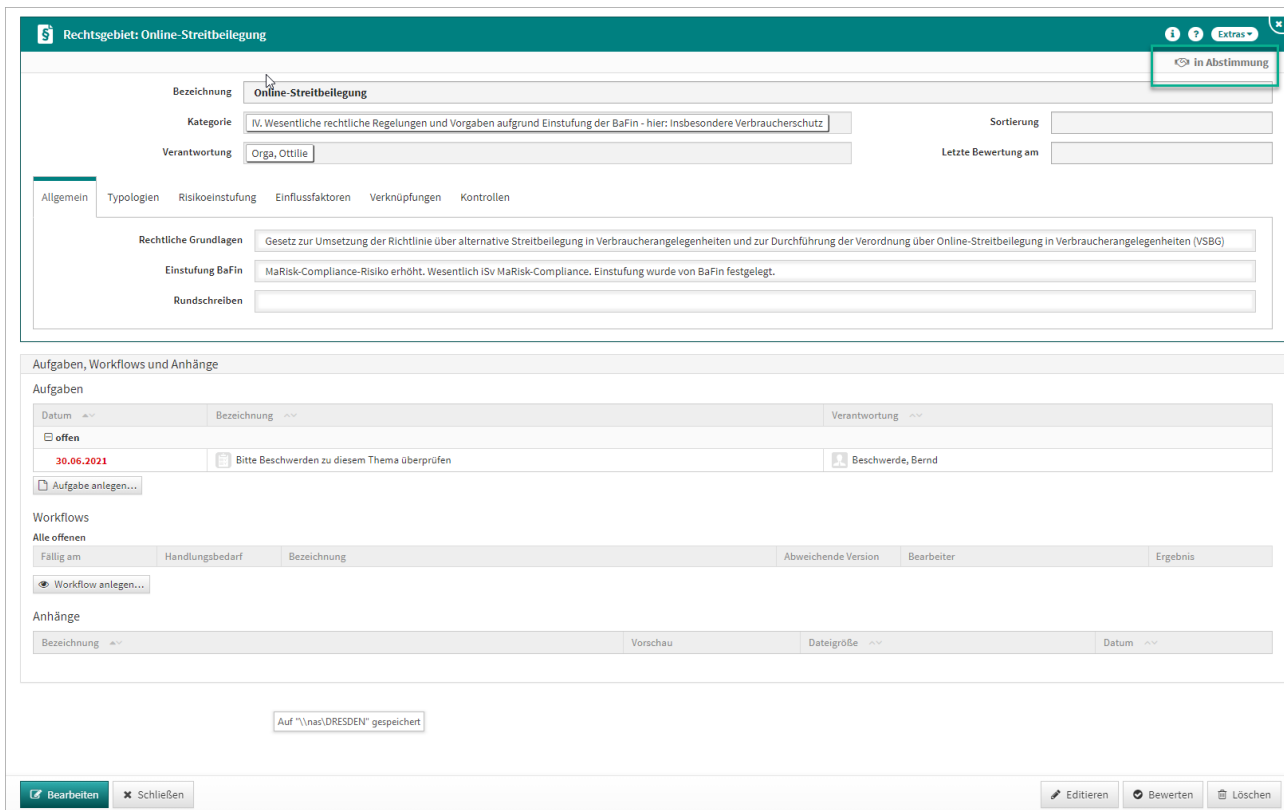 Rechtsgebiet: Online-Streitbeilegung
Extras
in Abstimmung
Bezeichnung Online-Streitbeilegung
Kategorie IV. Wesentliche rechtliche Regelungen und Vorgaben aufgrund Einstufung der BaFin - hier: Insbesondere Verbraucherschutz Sortierung
Verantwortung Orga, Ottilie Letzte Bewertung am
Allgemein Typologien Risikoeinstufung Einflussfaktoren Verknüpfungen Kontrollen
Rechtliche Grundlagen Gesetz zur Umsetzung der Richtlinie über alternative Streitbeilegung in Verbraucherangelegenheiten und zur Durchführung der Verordnung über Online-Streitbeilegung in Verbraucherangelegenheiten (VSBG)
Einstufung BaFin MaRisk-Compliance-Risiko erhöht. Wesentlich iSv MaRisk-Compliance. Einstufung wurde von BaFin festgelegt.
Rundschreiben
Aufgaben, Workflows und Anhänge
Aufgaben
Datum Bezeichnung Verantwortung
offen
30.06.2021 Bitte Beschwerden zu diesem Thema überprüfen Beschwerde, Bernd
Aufgabe anlegen...
Workflows
Alle offenen
Fällig am Handlungsbedarf Bezeichnung Abweichende Version Bearbeiter Ergebnis
Workflow anlegen...
Anhänge
Bezeichnung Vorschau Dateigröße Datum
Auf "\\nas\DRESDEN" gespeichert
Bearbeiten Schließen Editieren Bewerten Löschen